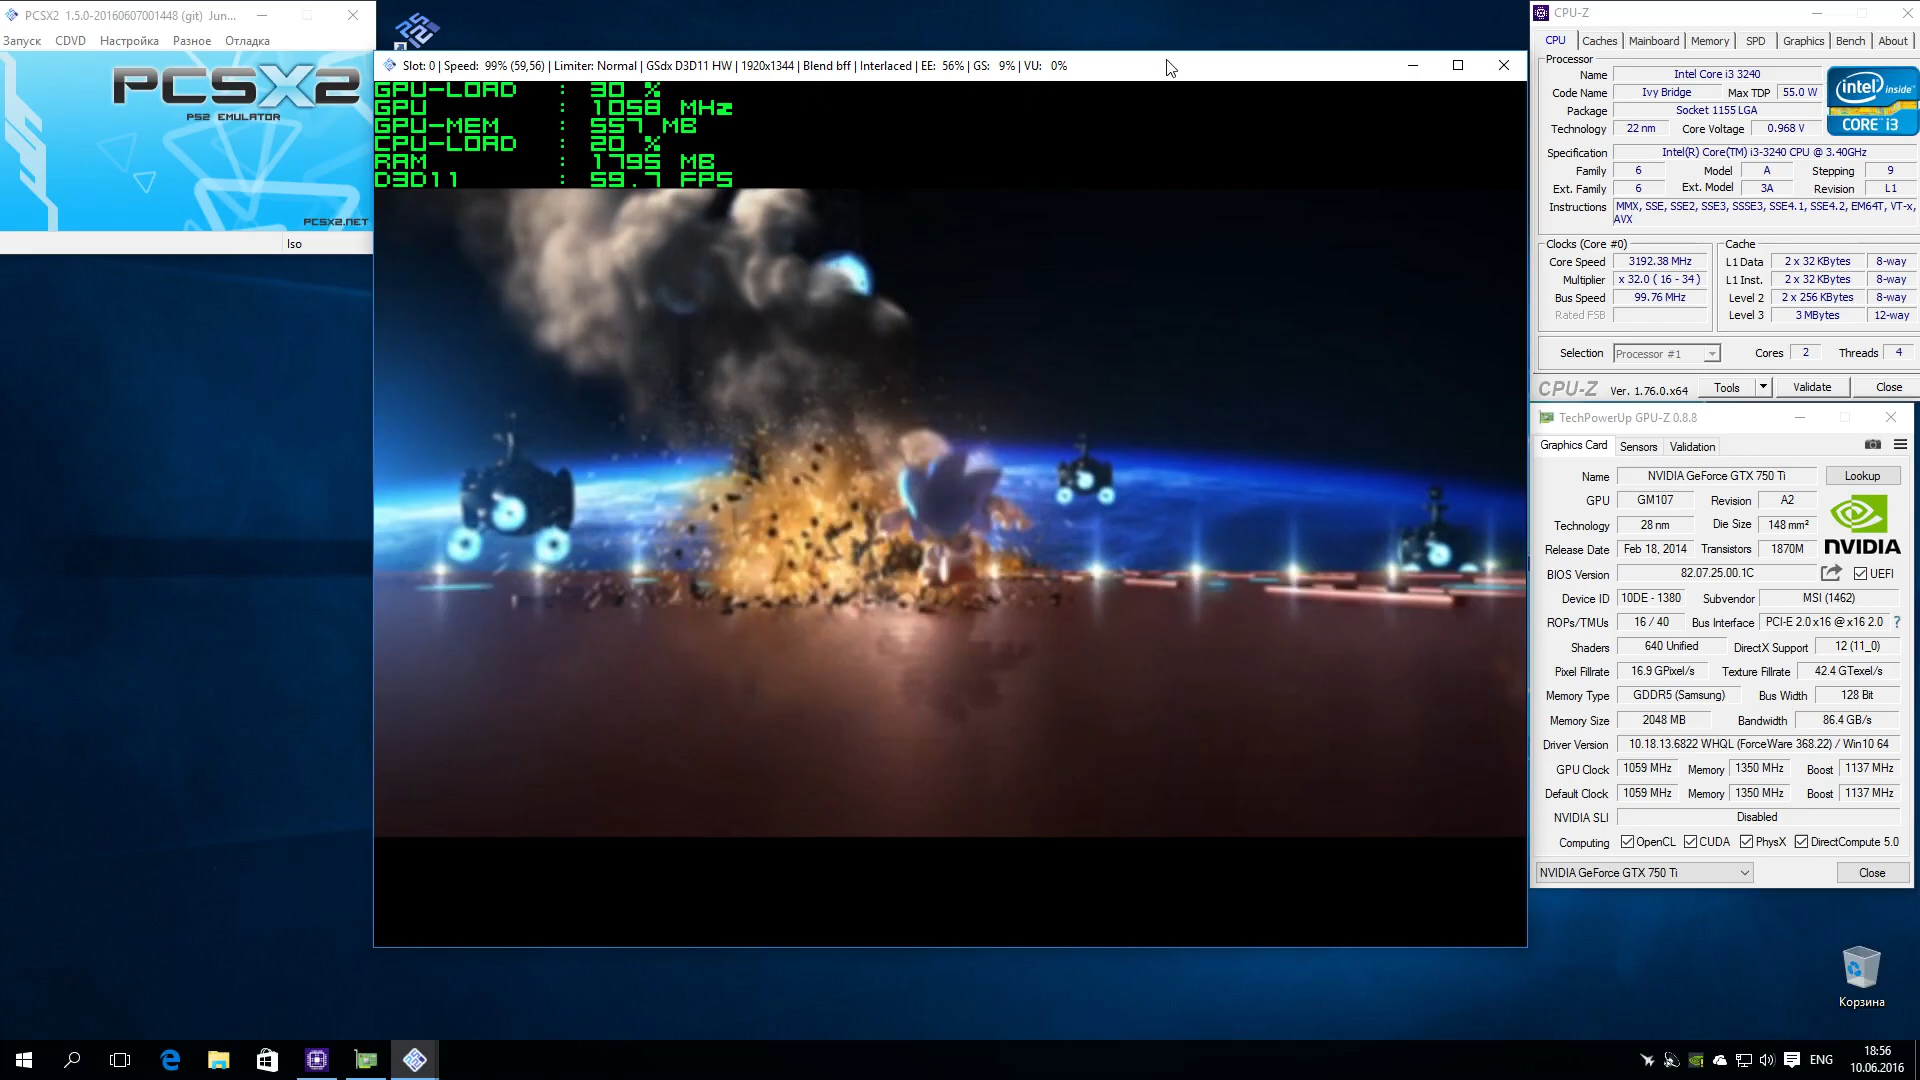 PCSX2 1.5.0-20160607001448 (git) Jun...
Запуск CDVD Настройка Разное Отладка
PCSX2
PS2 EMULATOR
PCSX2.NET
Iso
Slot: 0 | Speed: 99% (59,56) | Limiter: Normal | GSdx D3D11 HW | 1920x1344 | Blend bff | Interlaced | EE: 56% | GS: 9% | VU: 0%
GPU-LOAD : 30 %
GPU : 1058 MHz
GPU-MEM : 557 MB
CPU-LOAD : 20 %
RAM : 1795 MB
D3D11 : 59.7 FPS
CPU-Z
CPU Caches Mainboard Memory SPD Graphics Bench About
Processor
Name Intel Core i3 3240
Code Name Ivy Bridge Max TDP 55.0 W
Package Socket 1155 LGA
Technology 22 nm Core Voltage 0.968 V
intel inside™
CORE i3
Specification Intel(R) Core(TM) i3-3240 CPU @ 3.40GHz
Family 6 Model A Stepping 9
Ext. Family 6 Ext. Model 3A Revision L1
Instructions MMX, SSE, SSE2, SSE3, SSSE3, SSE4.1, SSE4.2, EM64T, VT-x,
AVX
Clocks (Core #0)
Core Speed 3192.38 MHz
Multiplier x 32.0 ( 16 - 34 )
Bus Speed 99.76 MHz
Rated FSB
Cache
L1 Data 2 x 32 KBytes 8-way
L1 Inst. 2 x 32 KBytes 8-way
Level 2 2 x 256 KBytes 8-way
Level 3 3 MBytes 12-way
Selection Processor #1 Cores 2 Threads 4
CPU-Z Ver. 1.76.0.x64 Tools Validate Close
TechPowerUp GPU-Z 0.8.8
Graphics Card Sensors Validation
Name NVIDIA GeForce GTX 750 Ti Lookup
GPU GM107 Revision A2
Technology 28 nm Die Size 148 mm²
Release Date Feb 18, 2014 Transistors 1870M
NVIDIA
BIOS Version 82.07.25.00.1C UEFI
Device ID 10DE - 1380 Subvendor MSI (1462)
ROPs/TMUs 16 / 40 Bus Interface PCI-E 2.0 x16 @ x16 2.0 ?
Shaders 640 Unified DirectX Support 12 (11_0)
Pixel Fillrate 16.9 GPixel/s Texture Fillrate 42.4 GTexel/s
Memory Type GDDR5 (Samsung) Bus Width 128 Bit
Memory Size 2048 MB Bandwidth 86.4 GB/s
Driver Version 10.18.13.6822 WHQL (ForceWare 368.22) / Win10 64
GPU Clock 1059 MHz Memory 1350 MHz Boost 1137 MHz
Default Clock 1059 MHz Memory 1350 MHz Boost 1137 MHz
NVIDIA SLI Disabled
Computing OpenCL CUDA PhysX DirectCompute 5.0
NVIDIA GeForce GTX 750 Ti Close
Корзина
ENG
18:56
10.06.2016